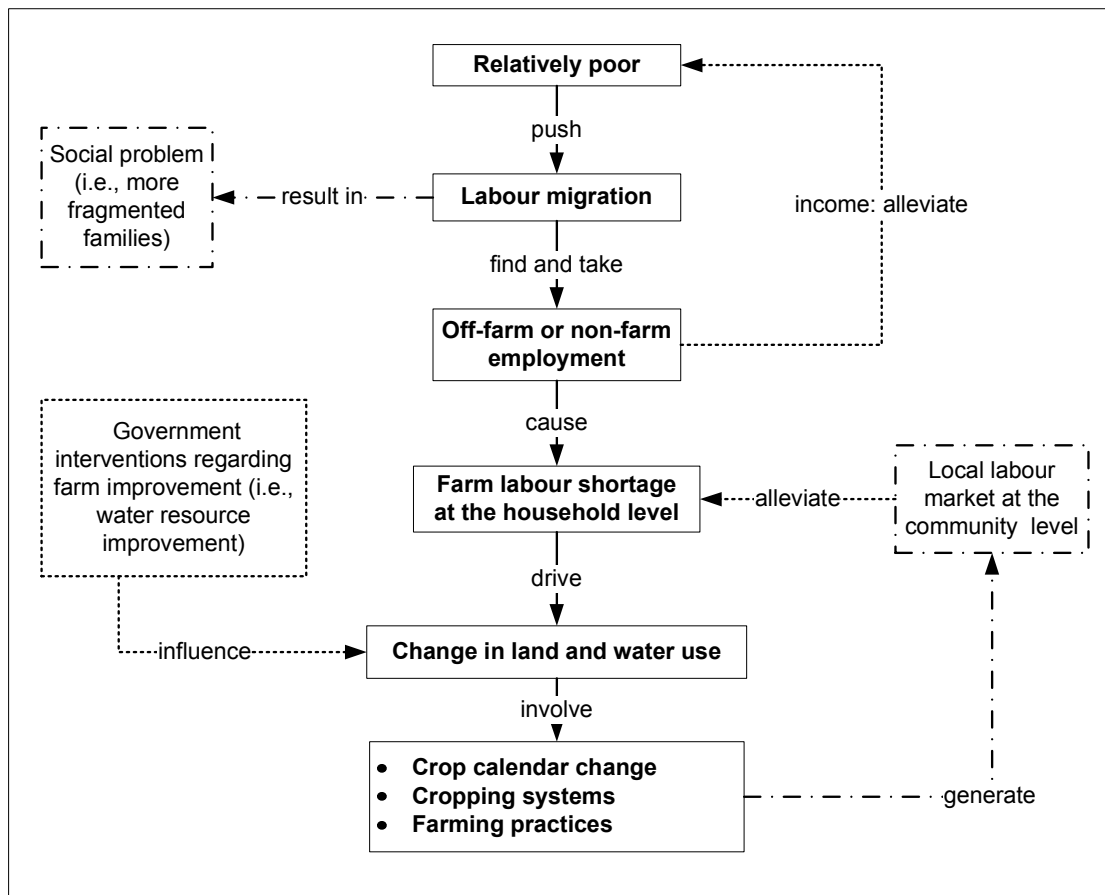 Relatively poor
push
Social problem
(i.e., more
fragmented
families)
result in
Labour migration
income: alleviate
find and take
Off-farm or non-farm
employment
cause
Government
interventions regarding
farm improvement (i.e.,
water resource
improvement)
Farm labour shortage
at the household level
alleviate
Local labour
market at the
community level
drive
influence
Change in land and water use
involve
• Crop calendar change
• Cropping systems
• Farming practices
generate